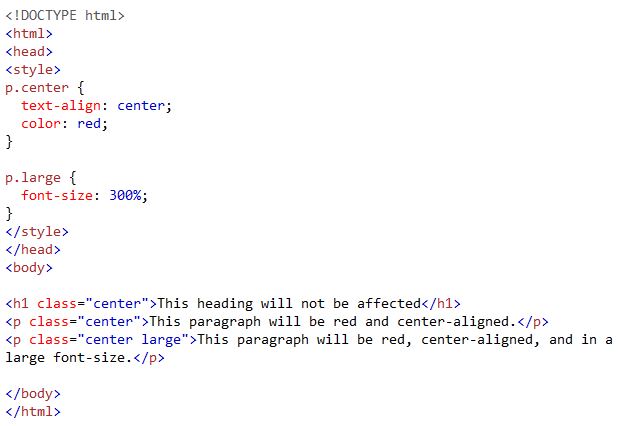 <!DOCTYPE html>
<html>
<head>
<style>
p.center {
  text-align: center;
  color: red;
}

p.large {
  font-size: 300%;
}
</style>
</head>
<body>

<h1 class="center">This heading will not be affected</h1>
<p class="center">This paragraph will be red and center-aligned.</p>
<p class="center large">This paragraph will be red, center-aligned, and in a
large font-size.</p>

</body>
</html>